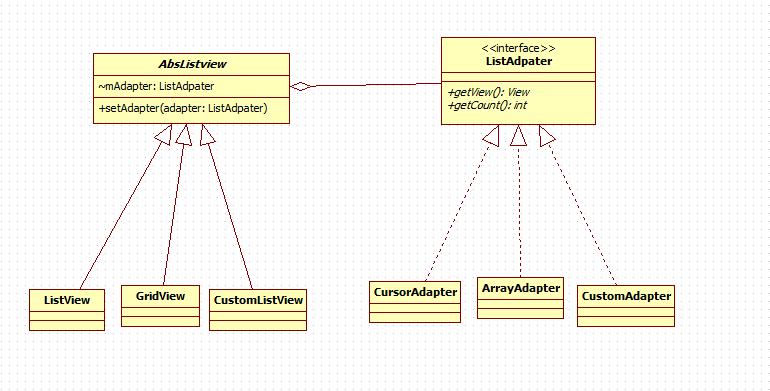 AbsListview
~mAdapter: ListAdpater
+setAdapter(adapter: ListAdpater)
<<interface>>
ListAdpater
+getView(): View
+getCount(): int
ListView
GridView
CustomListView
CursorAdapter
ArrayAdapter
CustomAdapter